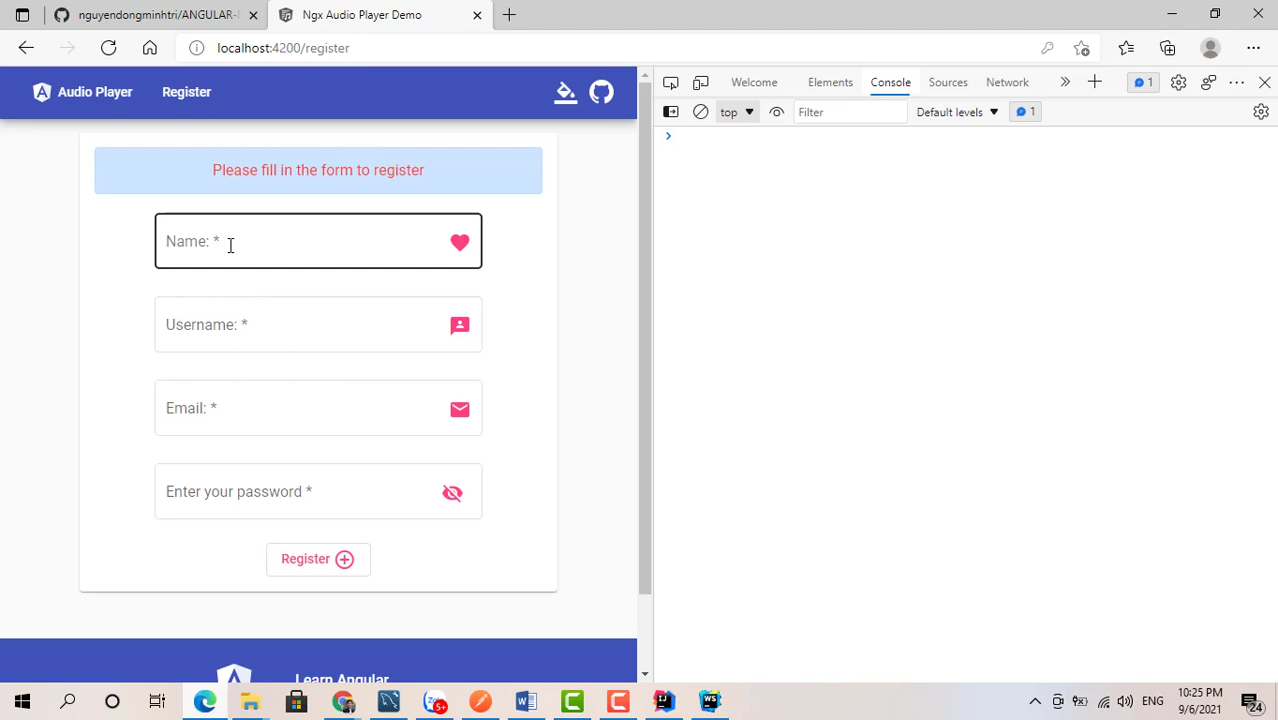 nguyendongminhtri/ANGULAR-
Ngx Audio Player Demo
localhost:4200/register
Audio Player
Register
Welcome
Elements
Console
Sources
Network
1
top
Filter
Default levels
1
Please fill in the form to register
Name: *
Username: *
Email: *
Enter your password *
Register
Learn Angular
5+
ENG
10:25 PM
9/6/2021
24